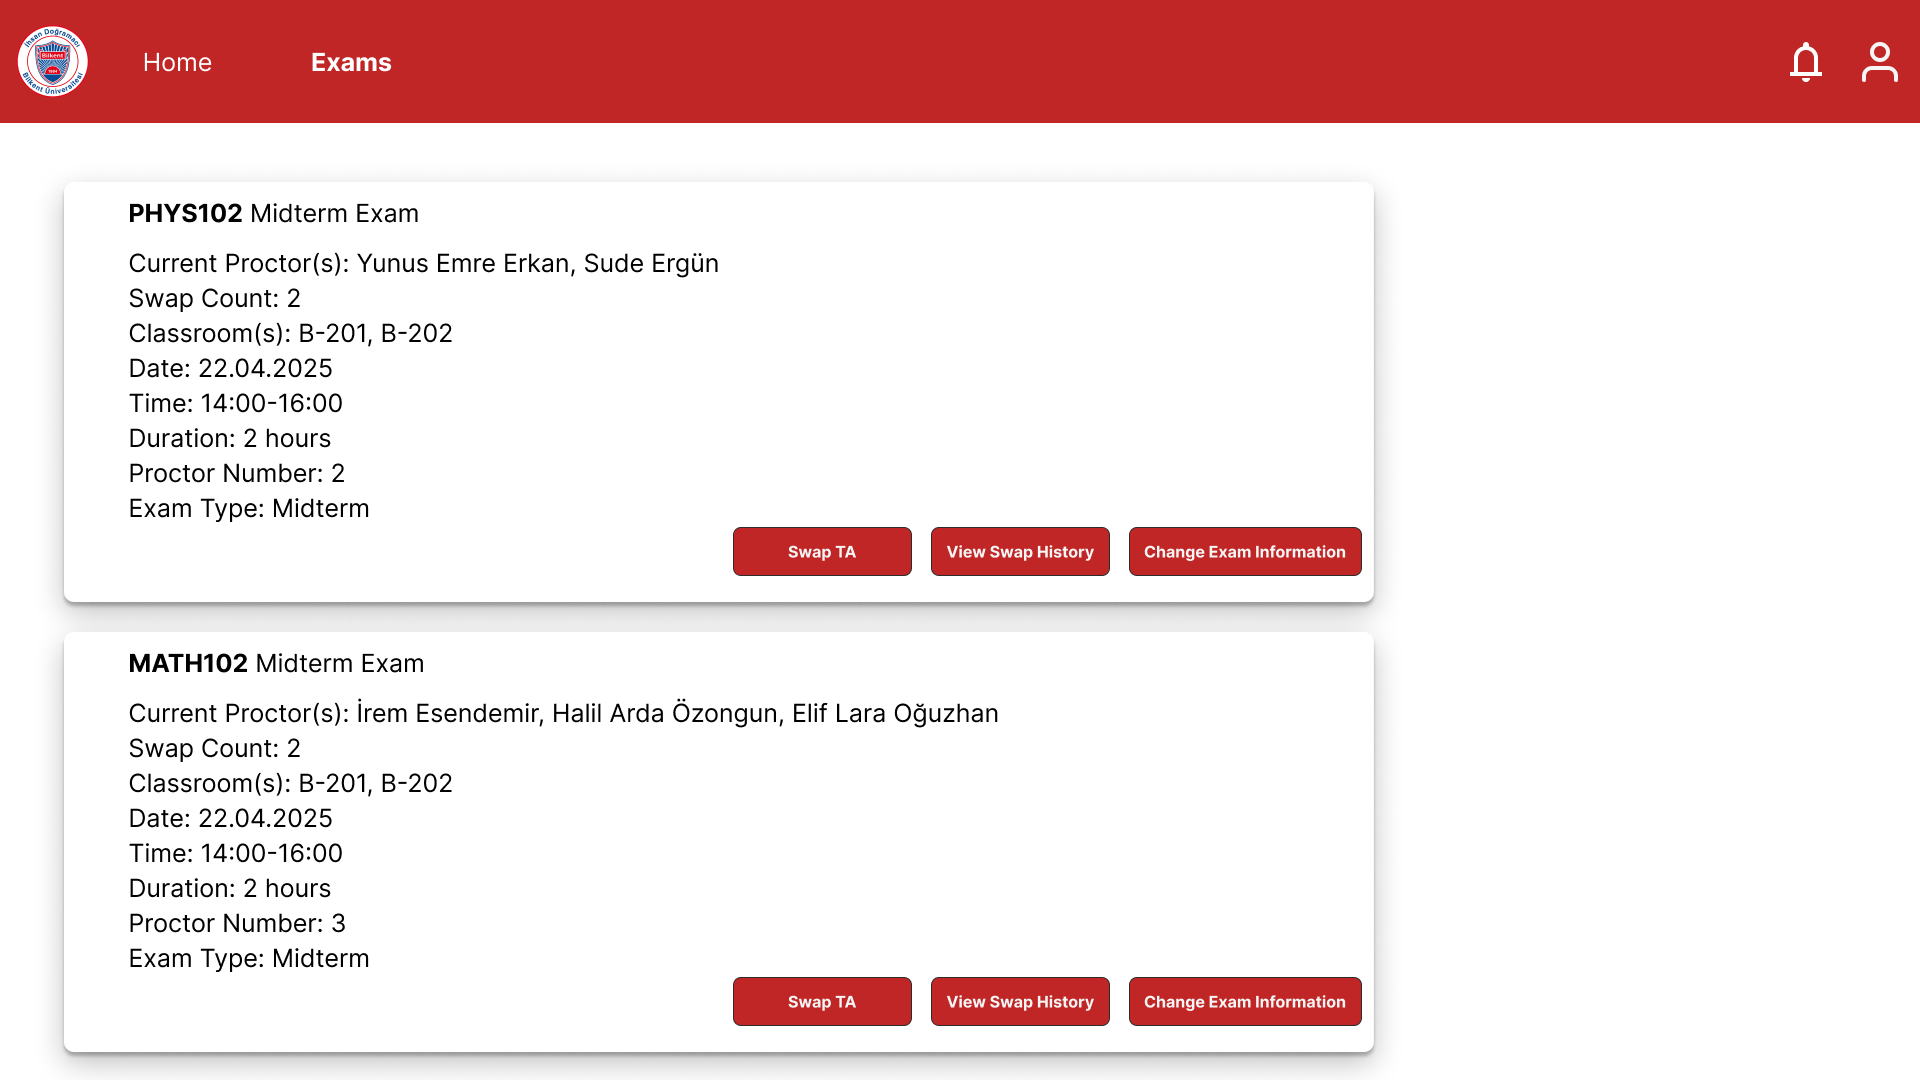 İhsan Doğramacı
Bilkent
1984
Bilkent Üniversitesi
Home
Exams
PHYS102 Midterm Exam
Current Proctor(s): Yunus Emre Erkan, Sude Ergün
Swap Count: 2
Classroom(s): B-201, B-202
Date: 22.04.2025
Time: 14:00-16:00
Duration: 2 hours
Proctor Number: 2
Exam Type: Midterm
Swap TA
View Swap History
Change Exam Information
MATH102 Midterm Exam
Current Proctor(s): İrem Esendemir, Halil Arda Özongun, Elif Lara Oğuzhan
Swap Count: 2
Classroom(s): B-201, B-202
Date: 22.04.2025
Time: 14:00-16:00
Duration: 2 hours
Proctor Number: 3
Exam Type: Midterm
Swap TA
View Swap History
Change Exam Information